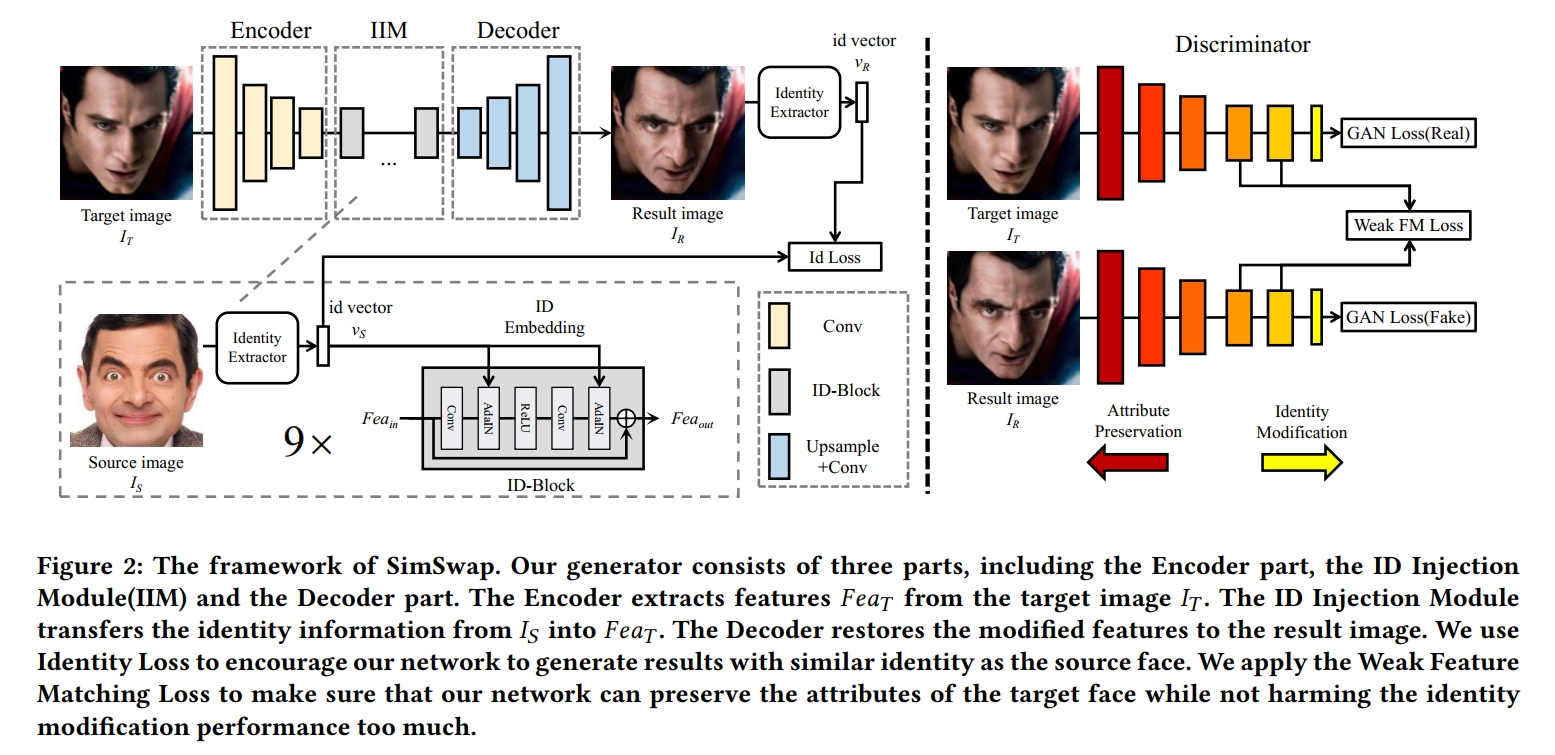 Encoder
IIM
Decoder
id vector
v_R
Discriminator
Identity
Extractor
...
GAN Loss(Real)
Target image
I_T
Result image
I_R
Target image
I_T
Weak FM Loss
Id Loss
id vector
v_S
ID
Embedding
Identity
Extractor
Conv
ID-Block
Upsample
+Conv
GAN Loss(Fake)
Fea_in
Conv
AdaIN
ReLU
Conv
AdaIN
Fea_out
9×
Source image
I_S
ID-Block
Result image
I_R
Attribute
Preservation
Identity
Modification
Figure 2: The framework of SimSwap. Our generator consists of three parts, including the Encoder part, the ID Injection
Module(IIM) and the Decoder part. The Encoder extracts features Fea_T from the target image I_T. The ID Injection Module
transfers the identity information from I_S into Fea_T. The Decoder restores the modified features to the result image. We use
Identity Loss to encourage our network to generate results with similar identity as the source face. We apply the Weak Feature
Matching Loss to make sure that our network can preserve the attributes of the target face while not harming the identity
modification performance too much.